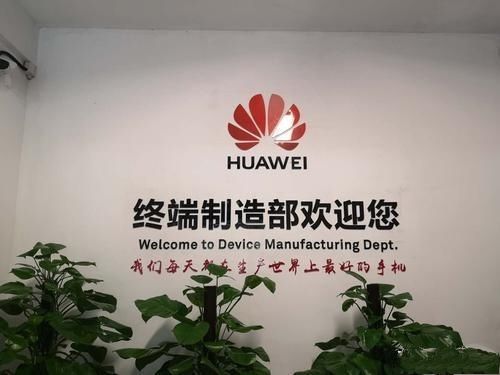 HUAWEI
终端制造部欢迎您
Welcome to Device Manufacturing Dept.
我们每天都在生产世界上最好的手机